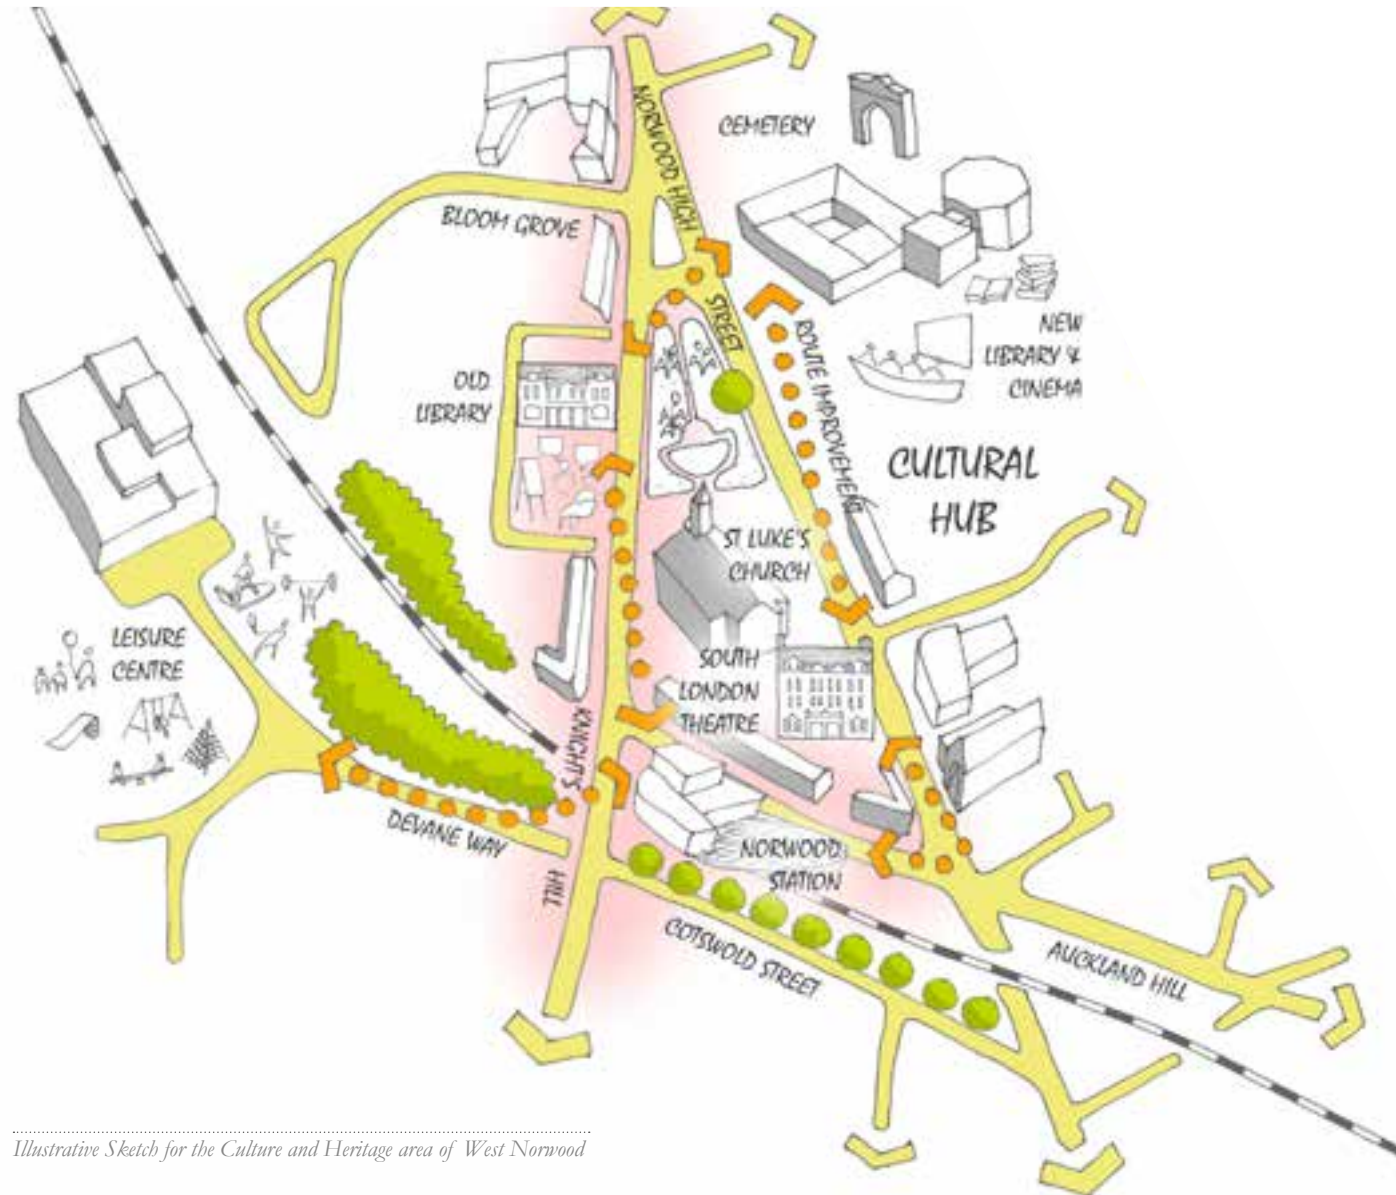 NORWOOD HIGH
STREET
CEMETERY
BLOOM GROVE
ROUTE IMPROVEMENT
NEW
LIBRARY &
CINEMA
OLD
LIBRARY
CULTURAL
HUB
ST LUKE'S
CHURCH
LEISURE
CENTRE
SOUTH
LONDON
THEATRE
KNIGHT'S
HILL
DEVANE WAY
NORWOOD
STATION
COTSWOLD STREET
AUCKLAND HILL
Illustrative Sketch for the Culture and Heritage area of West Norwood